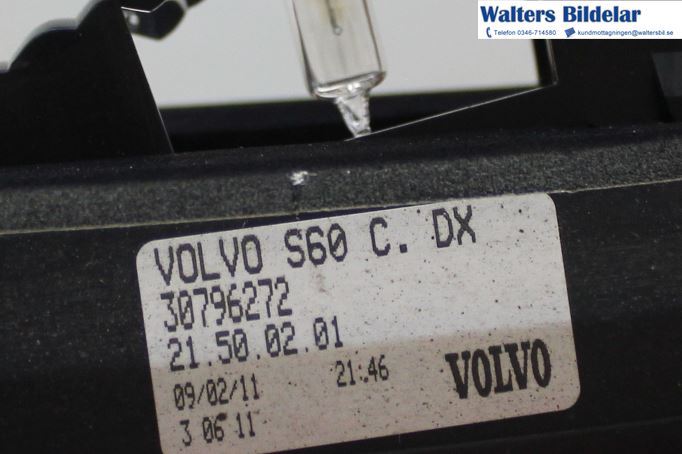 Walters Bildelar
Telefon 0346-714580 kundmottagningen@waltersbil.se
VOLVO S60 C. DX
30796272
21.50.02.01
09/02/11 21:46
3 06 11
VOLVO